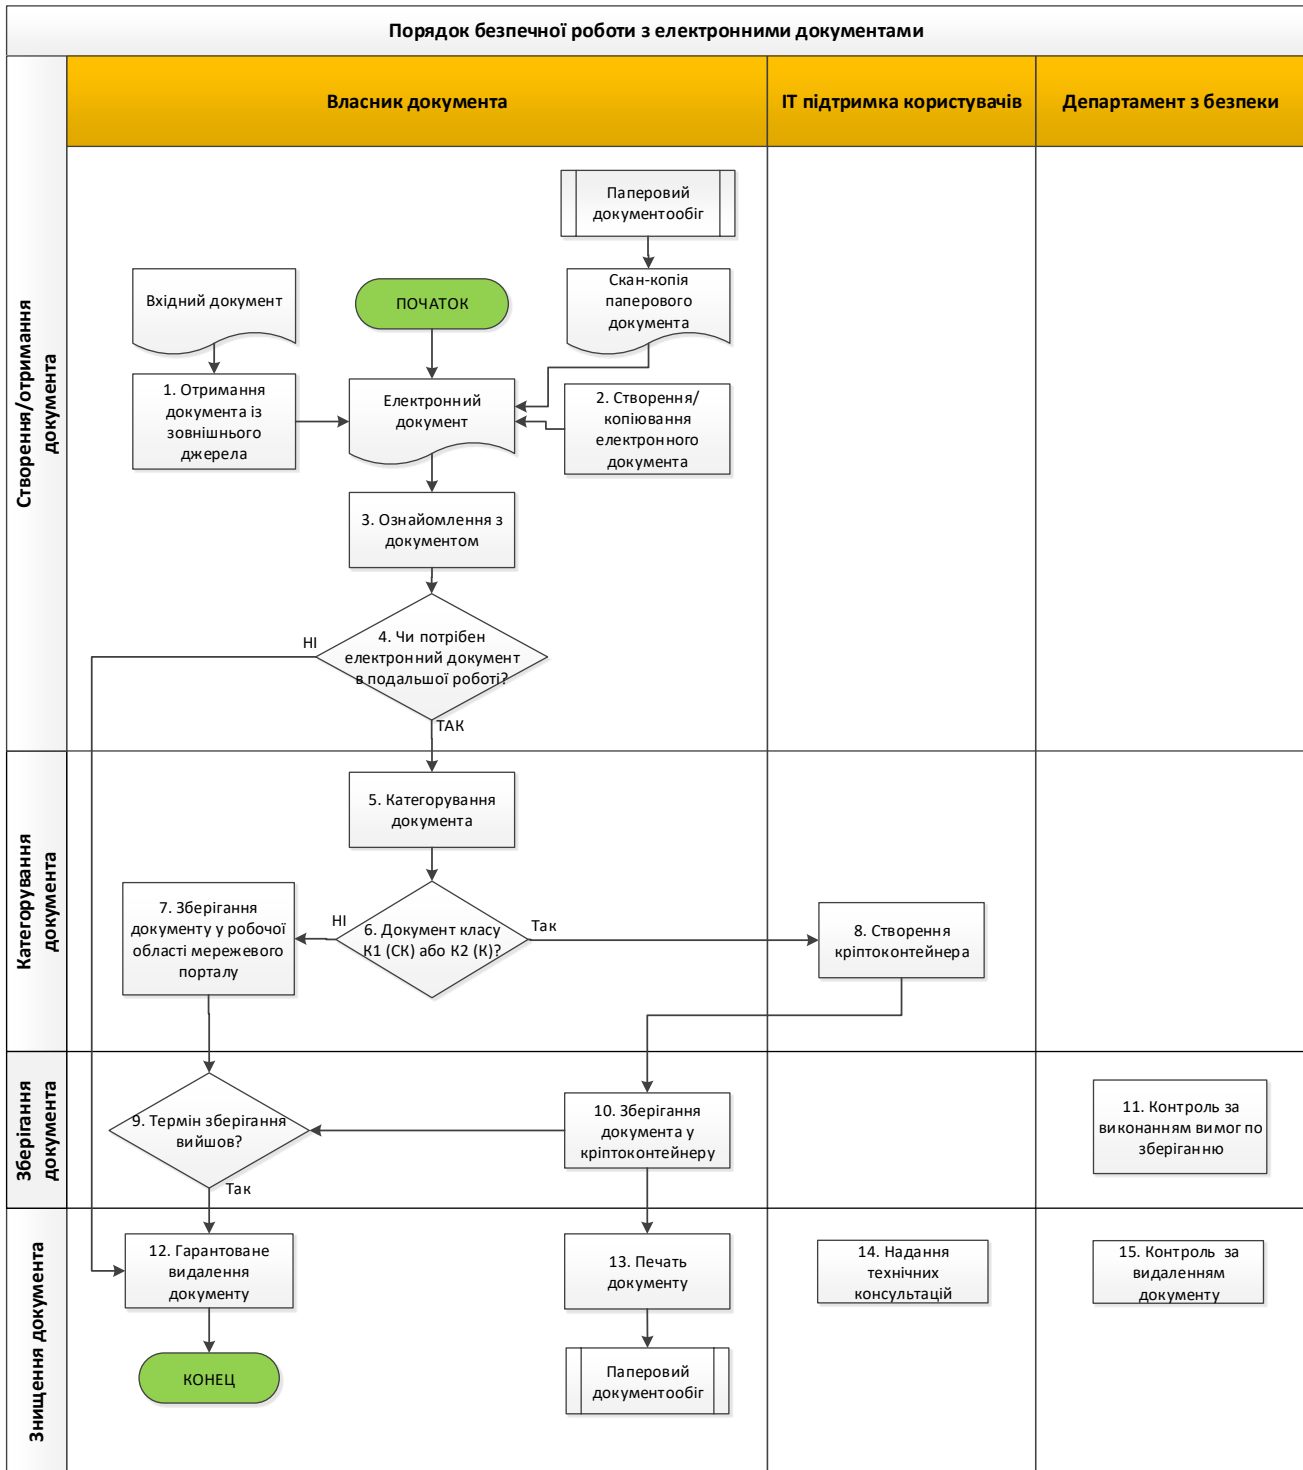 Порядок безпечної роботи з електронними документами
Власник документа
ІТ підтримка користувачів
Департамент з безпеки
Створення/отримання
документа
Паперовий
документообіг
Вхідний документ
ПОЧАТОК
Скан-копія
паперового
документа
1. Отримання
документа із
зовнішнього
джерела
Електронний
документ
2. Створення/
копіювання
електронного
документа
3. Ознайомлення з
документом
НІ
4. Чи потрібен
електронний документ
в подальшої роботі?
ТАК
Категорування
документа
5. Категорування
документа
7. Зберігання
документу у робочої
області мережевого
порталу
НІ
6. Документ класу
К1 (СК) або К2 (К)?
Так
8. Створення
кріптоконтейнера
Зберігання
документа
9. Термін зберігання
вийшов?
Так
10. Зберігання
документа у
кріптоконтейнеру
11. Контроль за
виконанням вимог по
зберіганню
Знищення документа
12. Гарантоване
видалення
документу
13. Печать
документу
14. Надання
технічних
консультацій
15. Контроль за
видаленням
документу
КОНЕЦ
Паперовий
документообіг